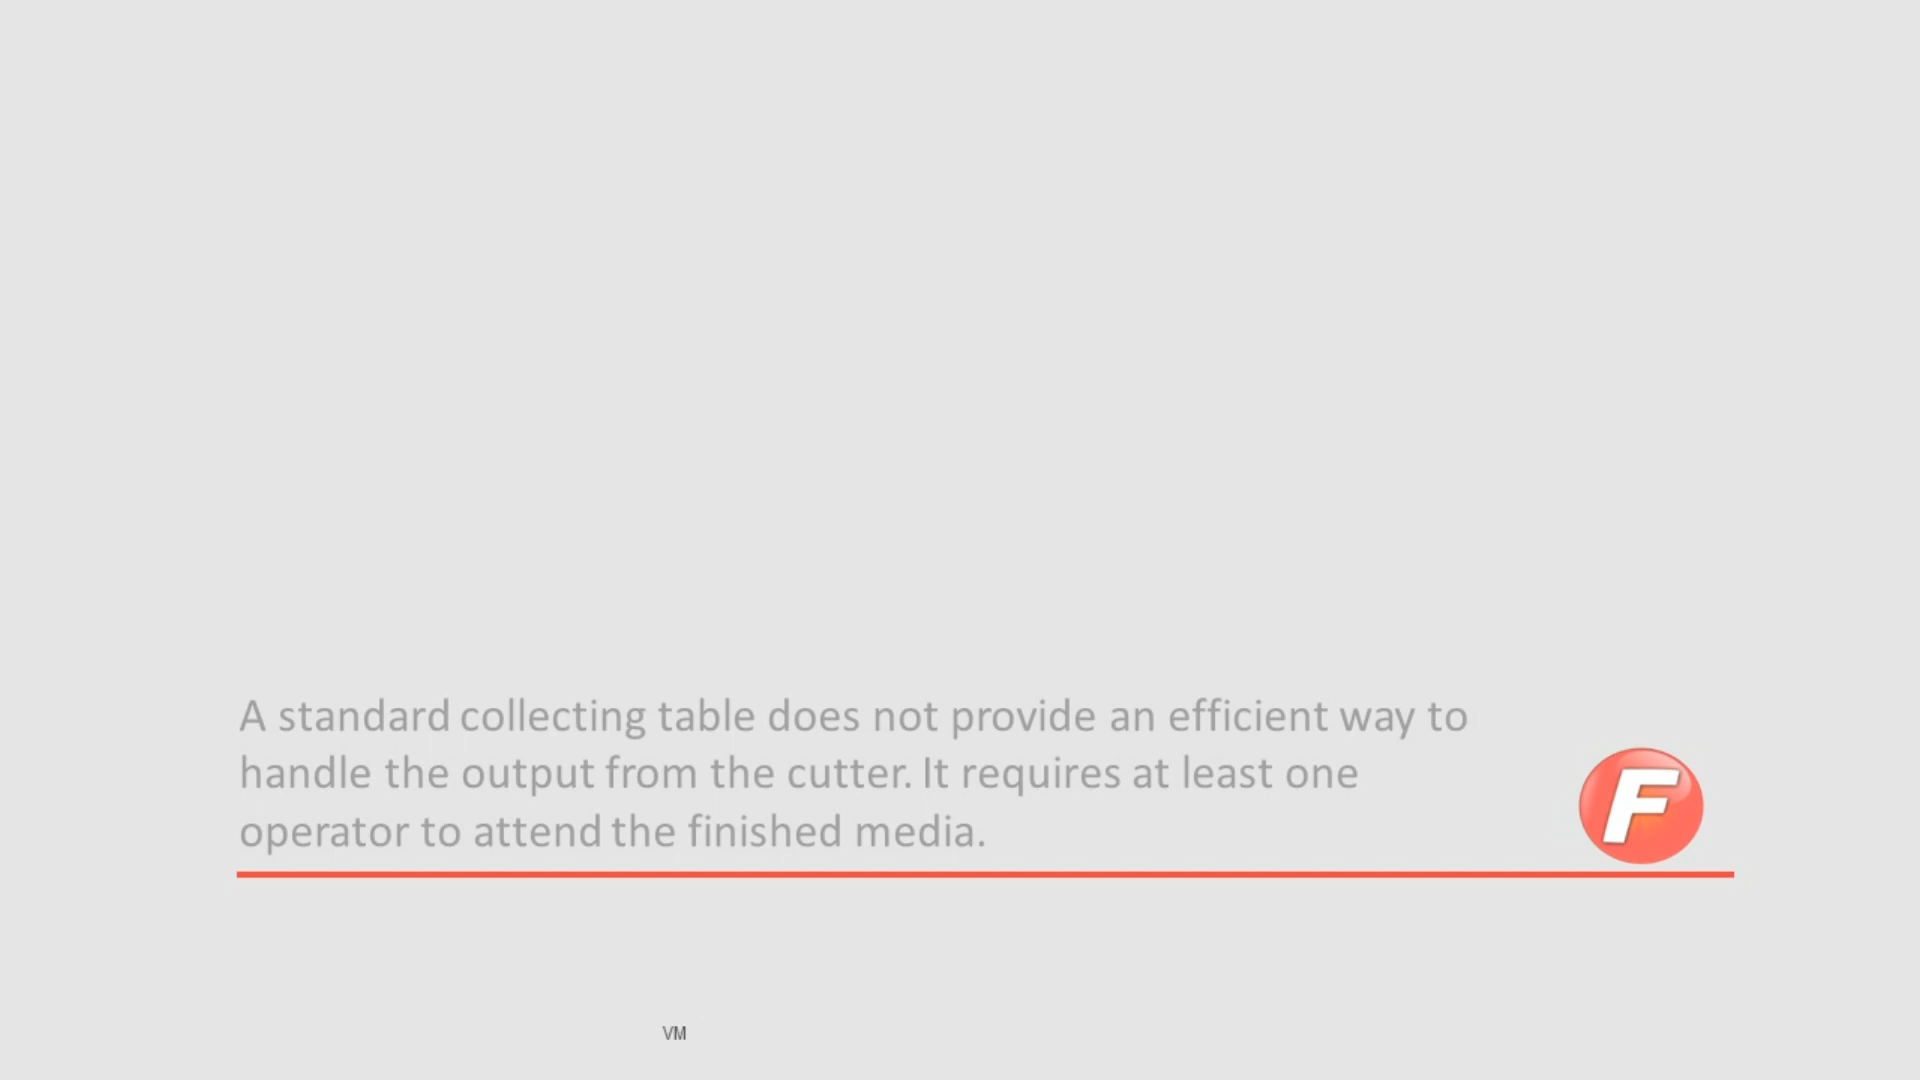 A standard collecting table does not provide an efficient way to
handle the output from the cutter. It requires at least one
operator to attend the finished media.
F
VM